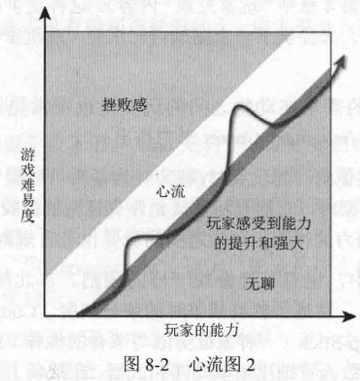 挫败感
游戏难易度
心流
玩家感受到能力
的提升和强大
无聊
玩家的能力
图 8-2 心流图 2